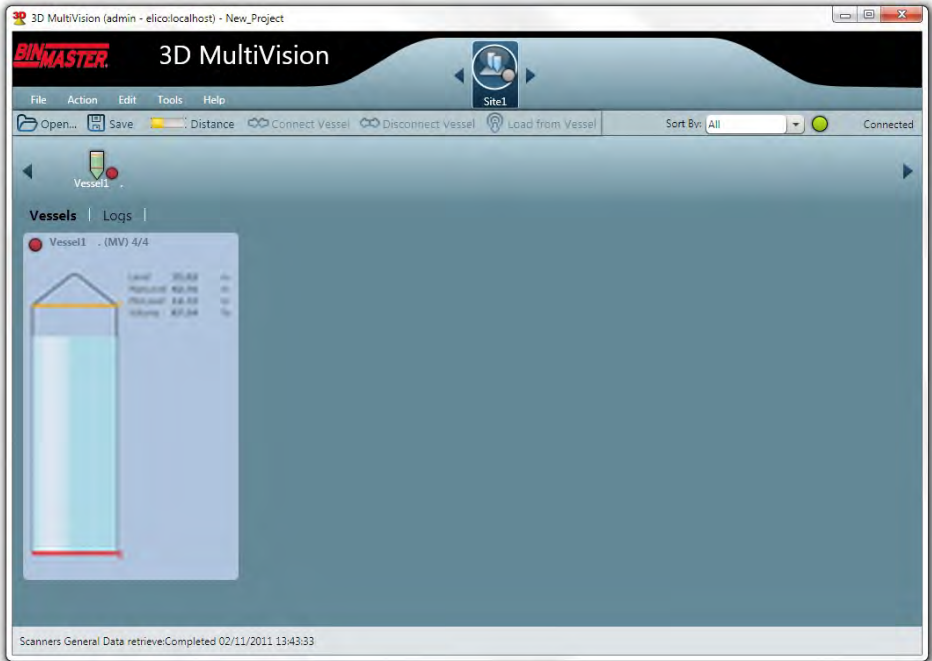 3D MultiVision (admin - elico:localhost) - New_Project
BINMASTER.
3D MultiVision
Site1
File Action Edit Tools Help
Open... Save Distance Connect Vessel Disconnect Vessel Load from Vessel Sort By: All Connected
Vessel1 .
Vessels Logs
Vessel1 . (MV) 4/4
Scanners General Data retrieve:Completed 02/11/2011 13:43:33